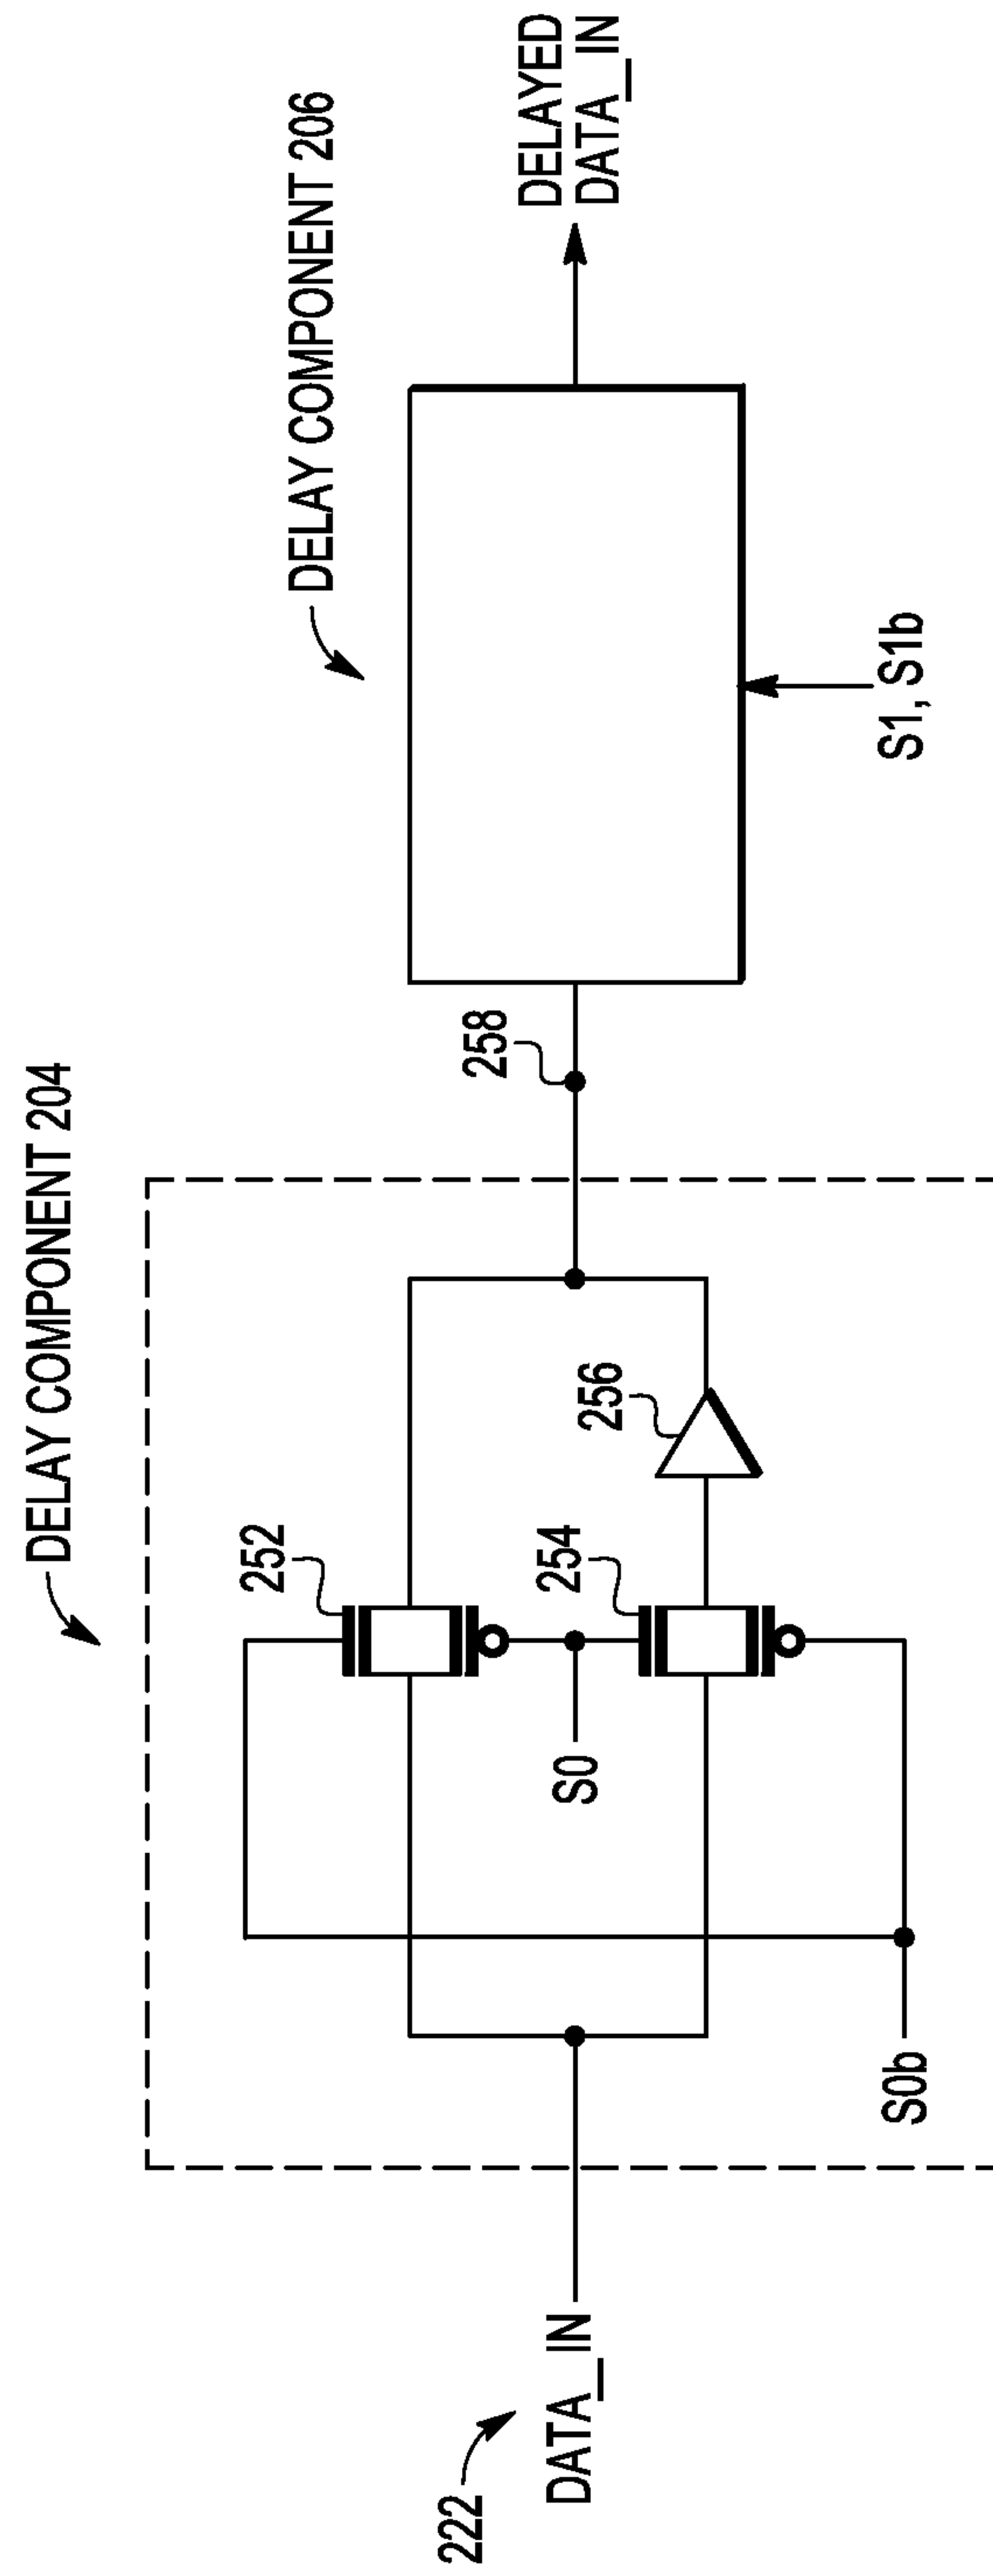 DELAY COMPONENT 204
DELAY COMPONENT 206
222
DATA_IN
252
254
256
258
S0
S0b
S1, S1b
DELAYED
DATA_IN